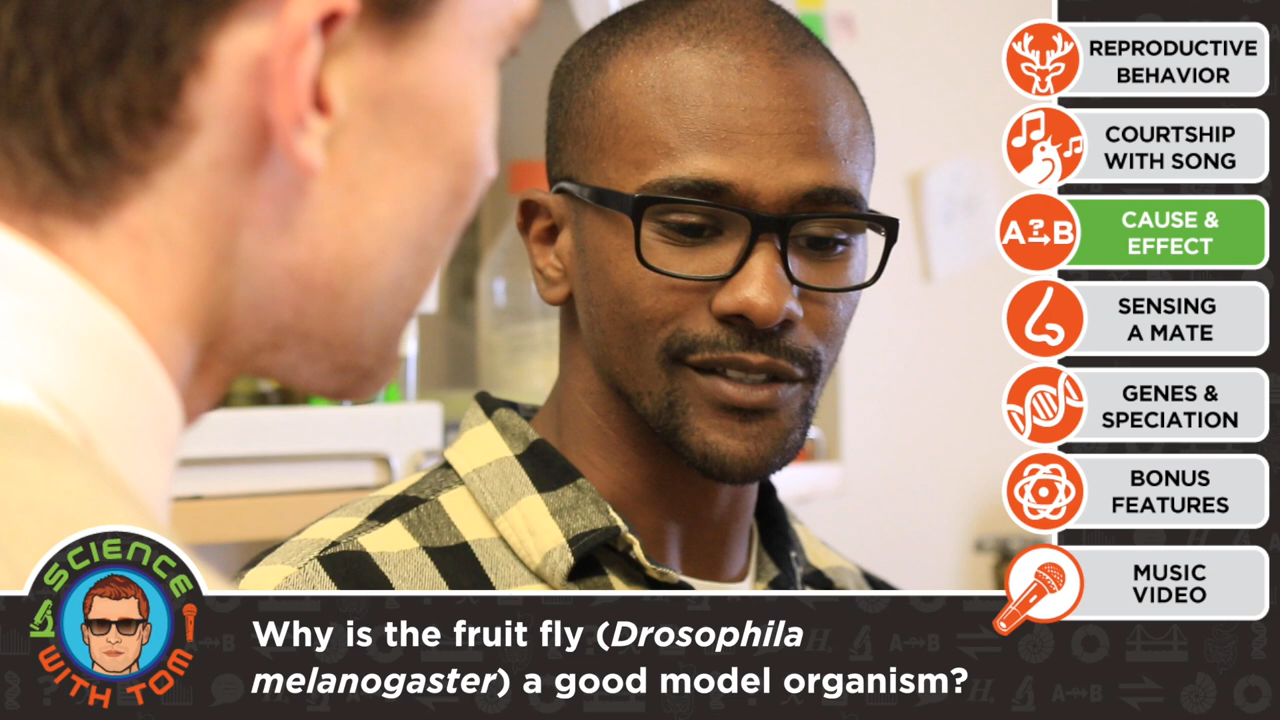 REPRODUCTIVE
BEHAVIOR
COURTSHIP
WITH SONG
A?→B
CAUSE &
EFFECT
SENSING
A MATE
GENES &
SPECIATION
BONUS
FEATURES
MUSIC
VIDEO
SCIENCE
WITH TOM
Why is the fruit fly (Drosophila
melanogaster) a good model organism?